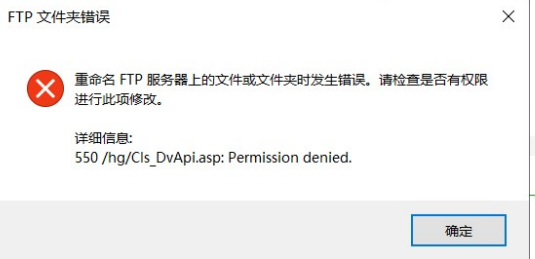 FTP 文件夹错误
重命名 FTP 服务器上的文件或文件夹时发生错误。请检查是否有权限
进行此项修改。
详细信息:
550 /hg/Cls_DvApi.asp: Permission denied.
确定